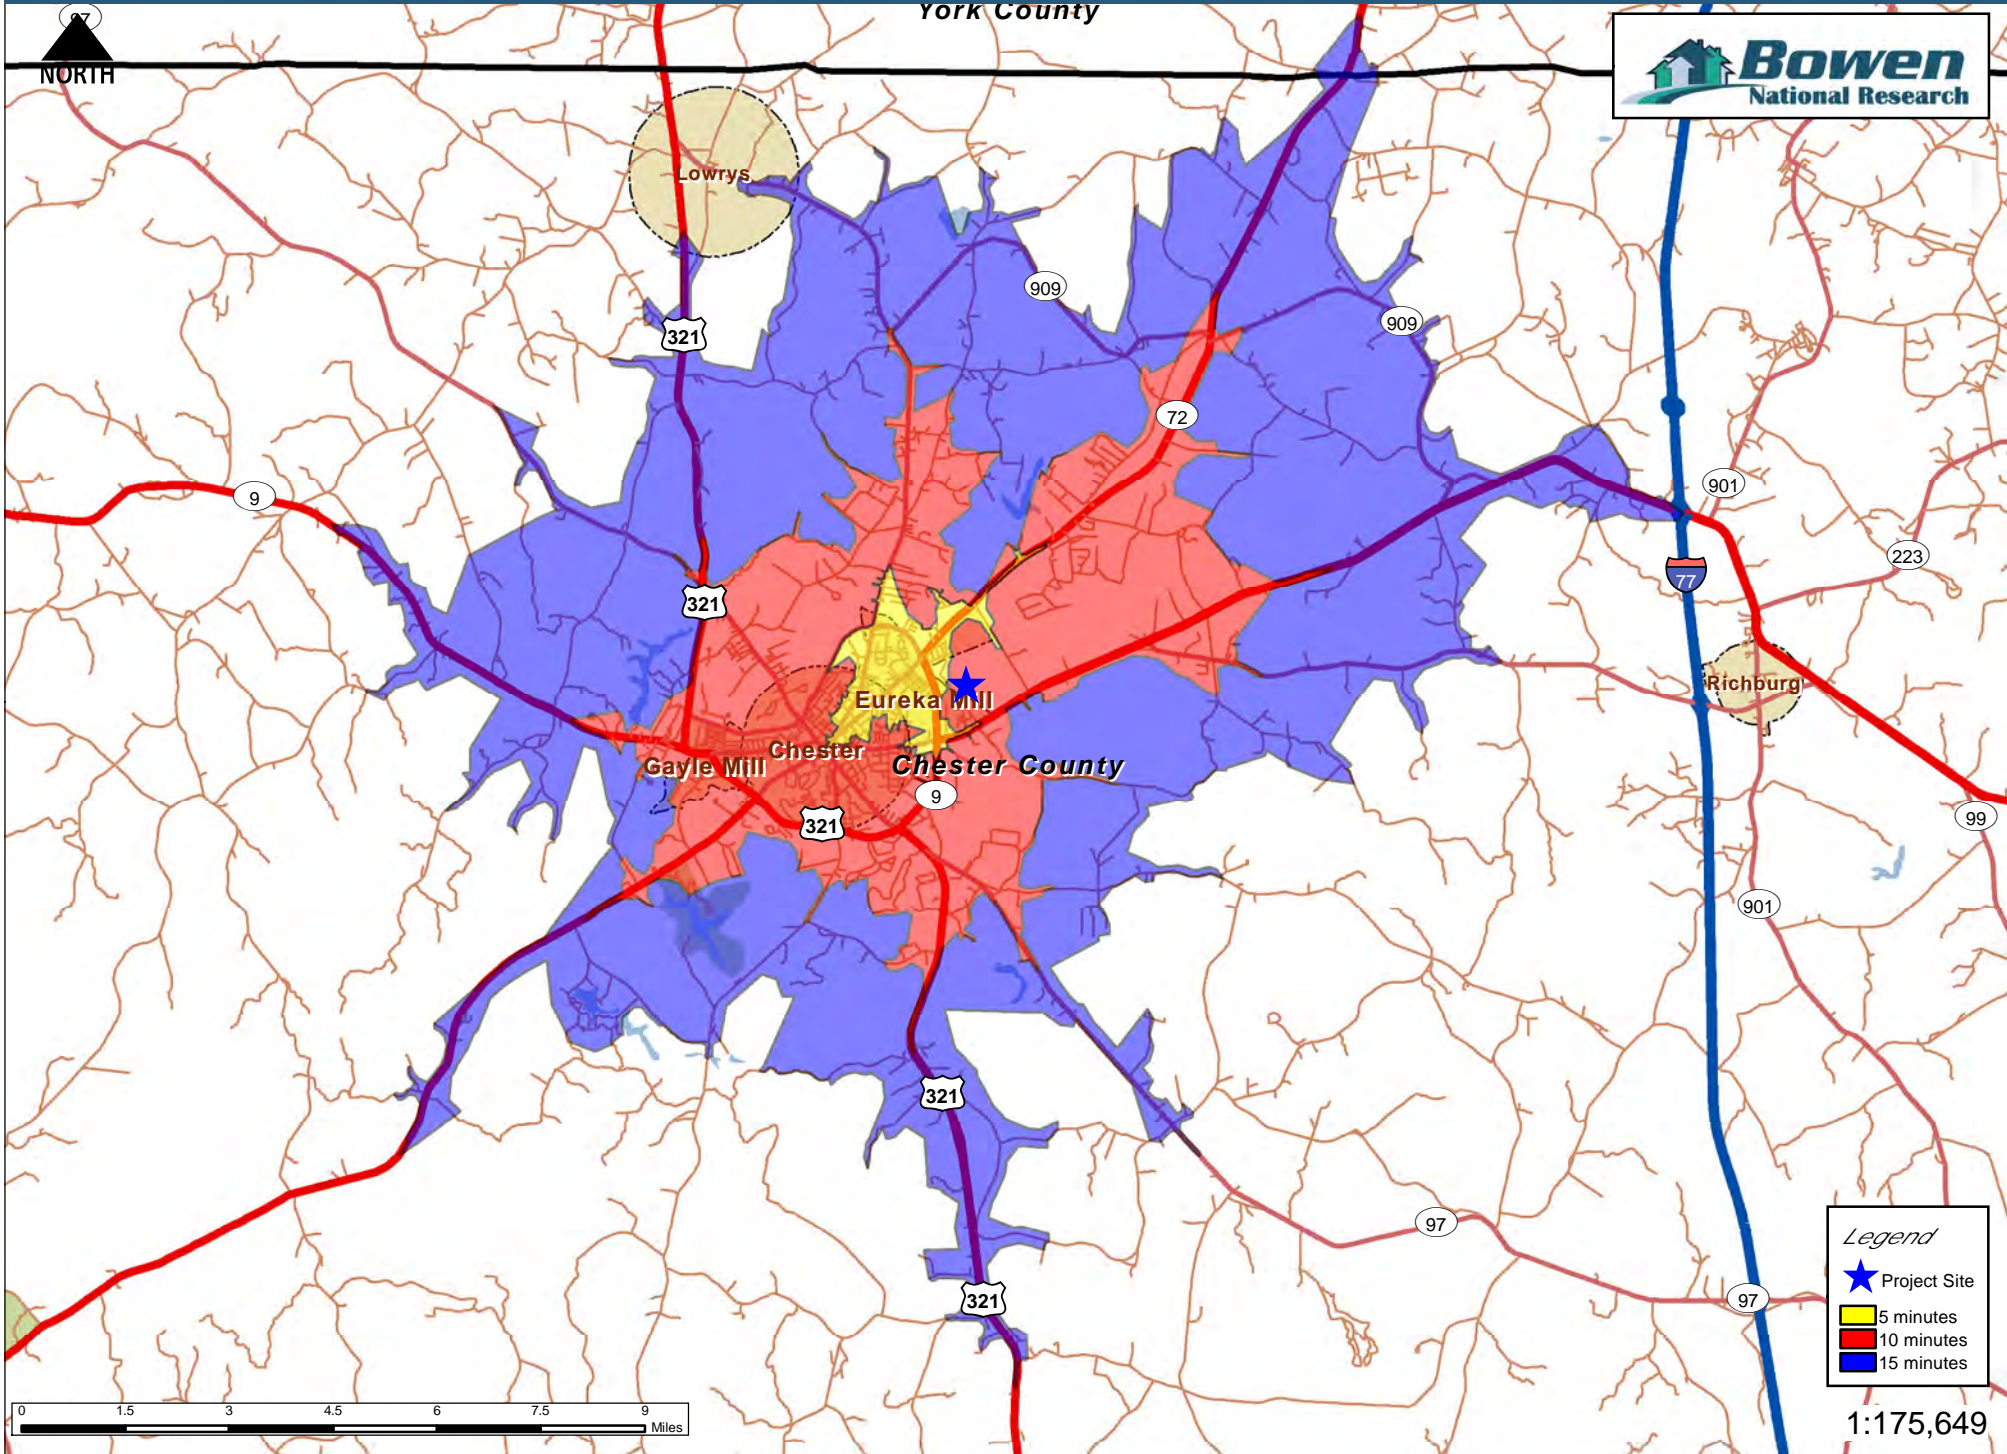 York County
97
NORTH
Bowen
National Research
Lowrys
909
321
909
72
9
901
223
77
321
Richburg
Eureka Mill
Chester
Gayle Mill
Chester County
9
321
99
901
321
97
321
97
Legend
Project Site
5 minutes
10 minutes
15 minutes
0 1.5 3 4.5 6 7.5 9
Miles
1:175,649